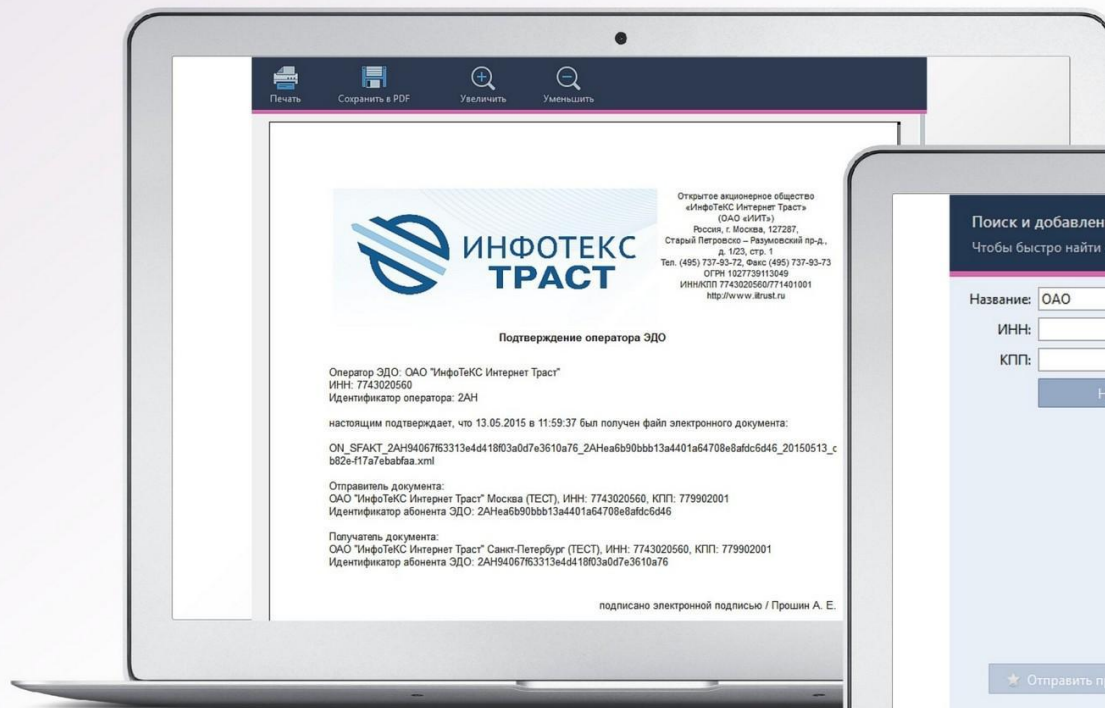 Печать
Сохранить в PDF
Увеличить
Уменьшить
ИНФОТЕКС
ТРАСТ
Открытое акционерное общество
«ИнфоТеКС Интернет Траст»
(ОАО «ИИТ»)
Россия, г. Москва, 127287,
Старый Петровско – Разумовский пр-д.,
д. 1/23, стр. 1
Тел. (495) 737-93-72, Факс (495) 737-93-73
ОГРН 1027739113049
ИНН/КПП 7743020560/771401001
http://www.iitrust.ru
Подтверждение оператора ЭДО
Оператор ЭДО: ОАО "ИнфоТеКС Интернет Траст"
ИНН: 7743020560
Идентификатор оператора: 2AH
настоящим подтверждает, что 13.05.2015 в 11:59:37 был получен файл электронного документа:
ON_SFAKT_2AH94067f63313e4d418f03a0d7e3610a76_2AHea6b90bbb13a4401a64708e8afdc6d46_20150513_c
b82e-f17a7ebabfaa.xml
Отправитель документа:
ОАО "ИнфоТеКС Интернет Траст" Москва (ТЕСТ), ИНН: 7743020560, КПП: 779902001
Идентификатор абонента ЭДО: 2AHea6b90bbb13a4401a64708e8afdc6d46
Получатель документа:
ОАО "ИнфоТеКС Интернет Траст" Санкт-Петербург (ТЕСТ), ИНН: 7743020560, КПП: 779902001
Идентификатор абонента ЭДО: 2AH94067f63313e4d418f03a0d7e3610a76
подписано электронной подписью / Прошин А. Е.
Поиск и добавлен
Чтобы быстро найти
Название: ОАО
ИНН:
КПП:
Н
Отправить п